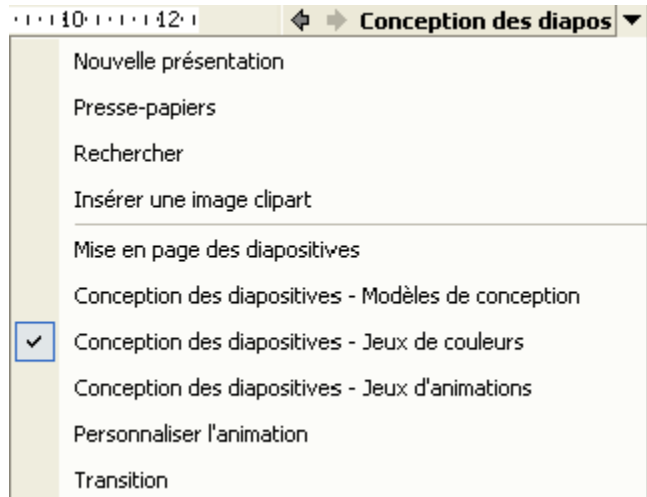 10 12 Conception des diapos
Nouvelle présentation
Presse-papiers
Rechercher
Insérer une image clipart
Mise en page des diapositives
Conception des diapositives - Modèles de conception
Conception des diapositives - Jeux de couleurs
Conception des diapositives - Jeux d'animations
Personnaliser l'animation
Transition